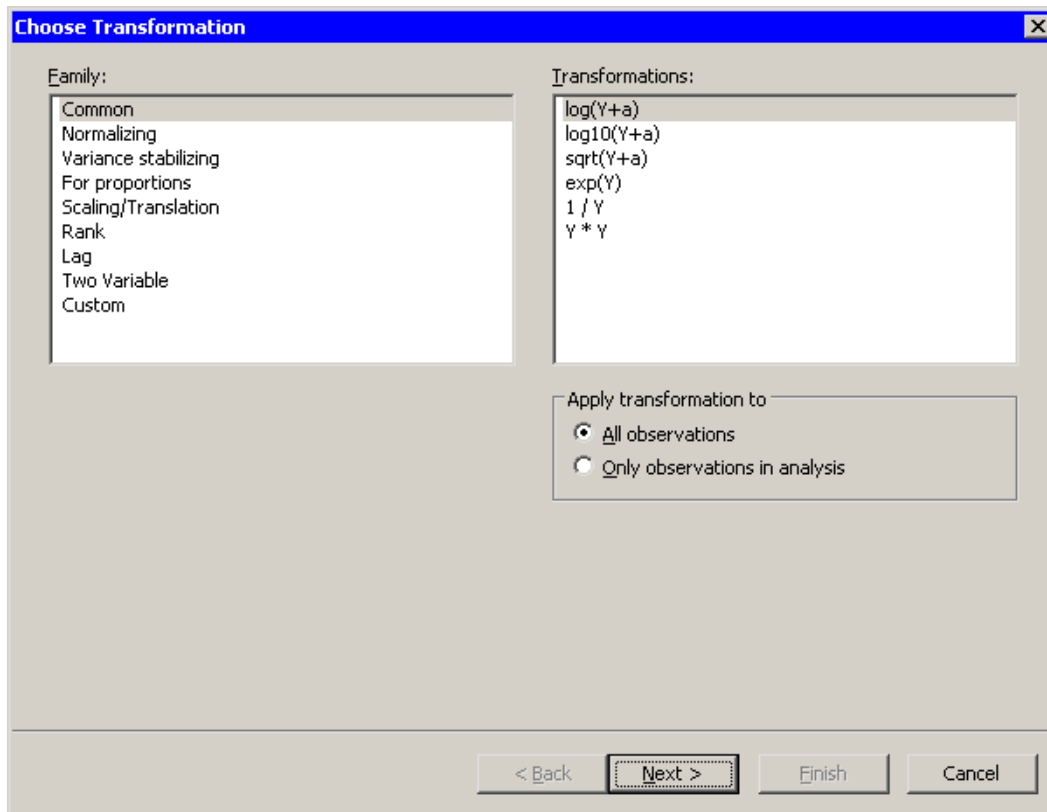 Choose Transformation
Family:
Common
Normalizing
Variance stabilizing
For proportions
Scaling/Translation
Rank
Lag
Two Variable
Custom
Transformations:
log(Y+a)
log10(Y+a)
sqrt(Y+a)
exp(Y)
1 / Y
Y * Y
Apply transformation to
All observations
Only observations in analysis
< Back
Next >
Finish
Cancel